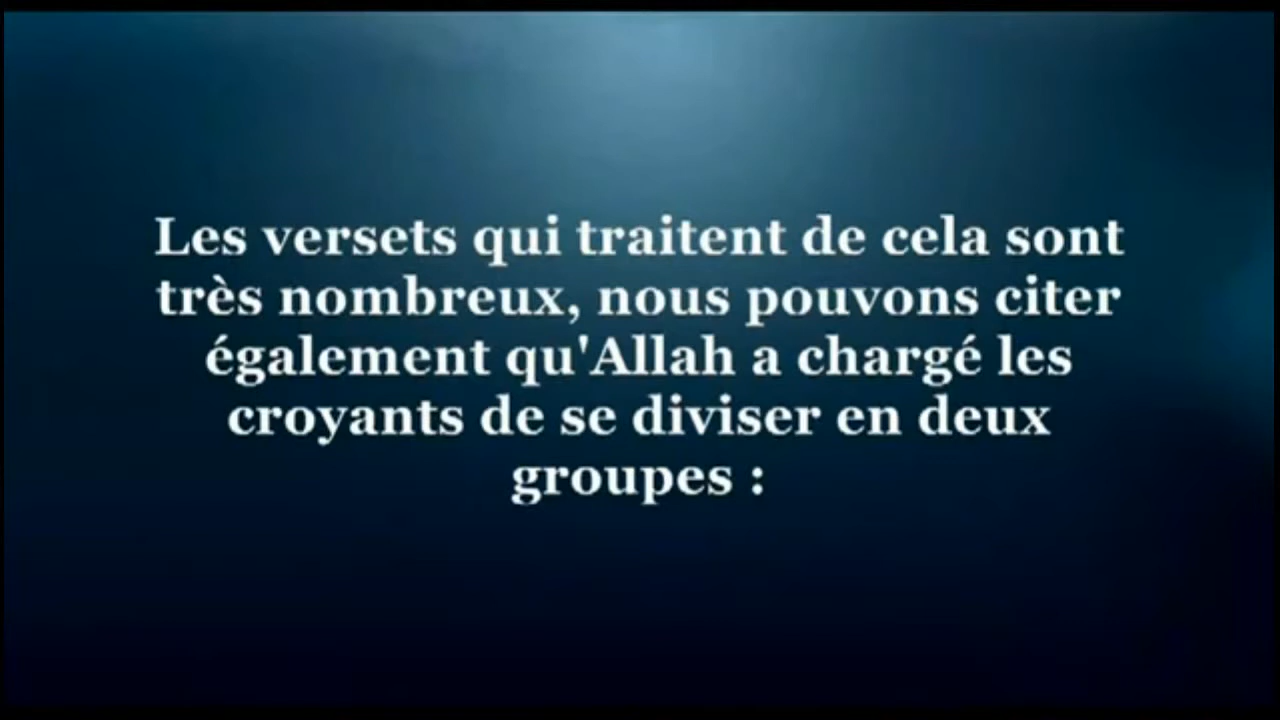 Les versets qui traitent de cela sont
très nombreux, nous pouvons citer
également qu'Allah a chargé les
croyants de se diviser en deux
groupes :